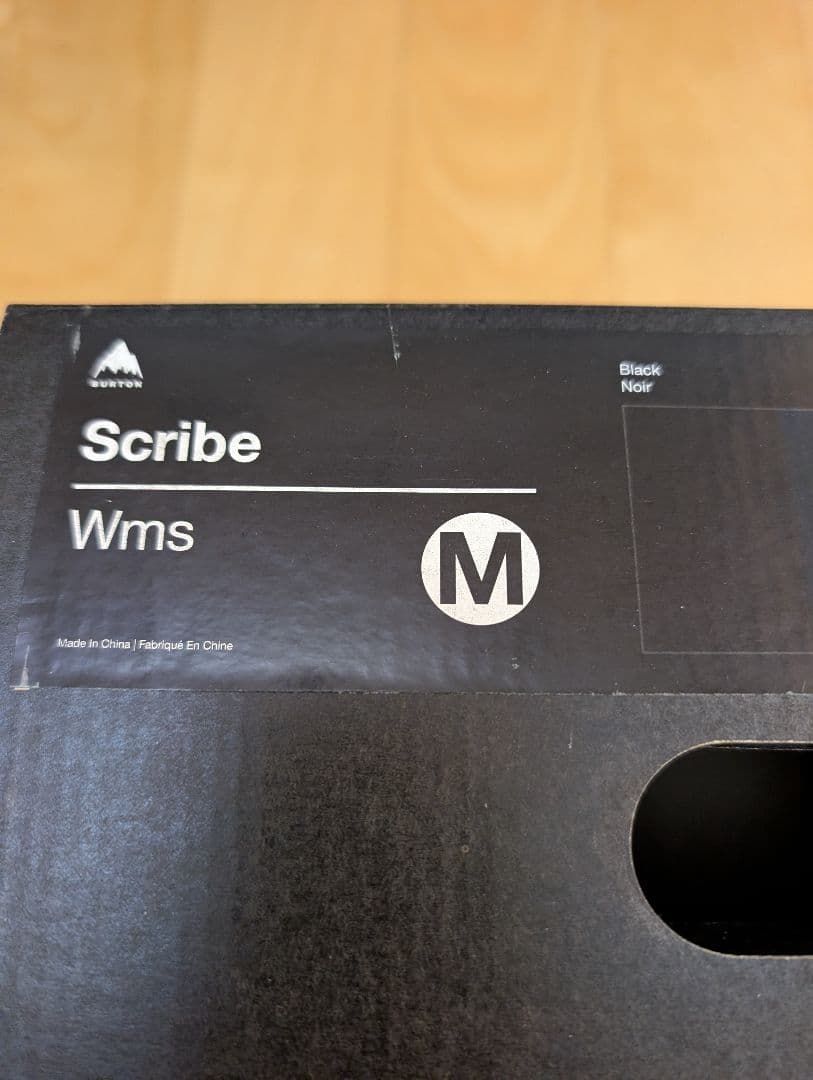 BURTON
Scribe
Wms
M
Made In China | Fabriqué En Chine
Black
Noir